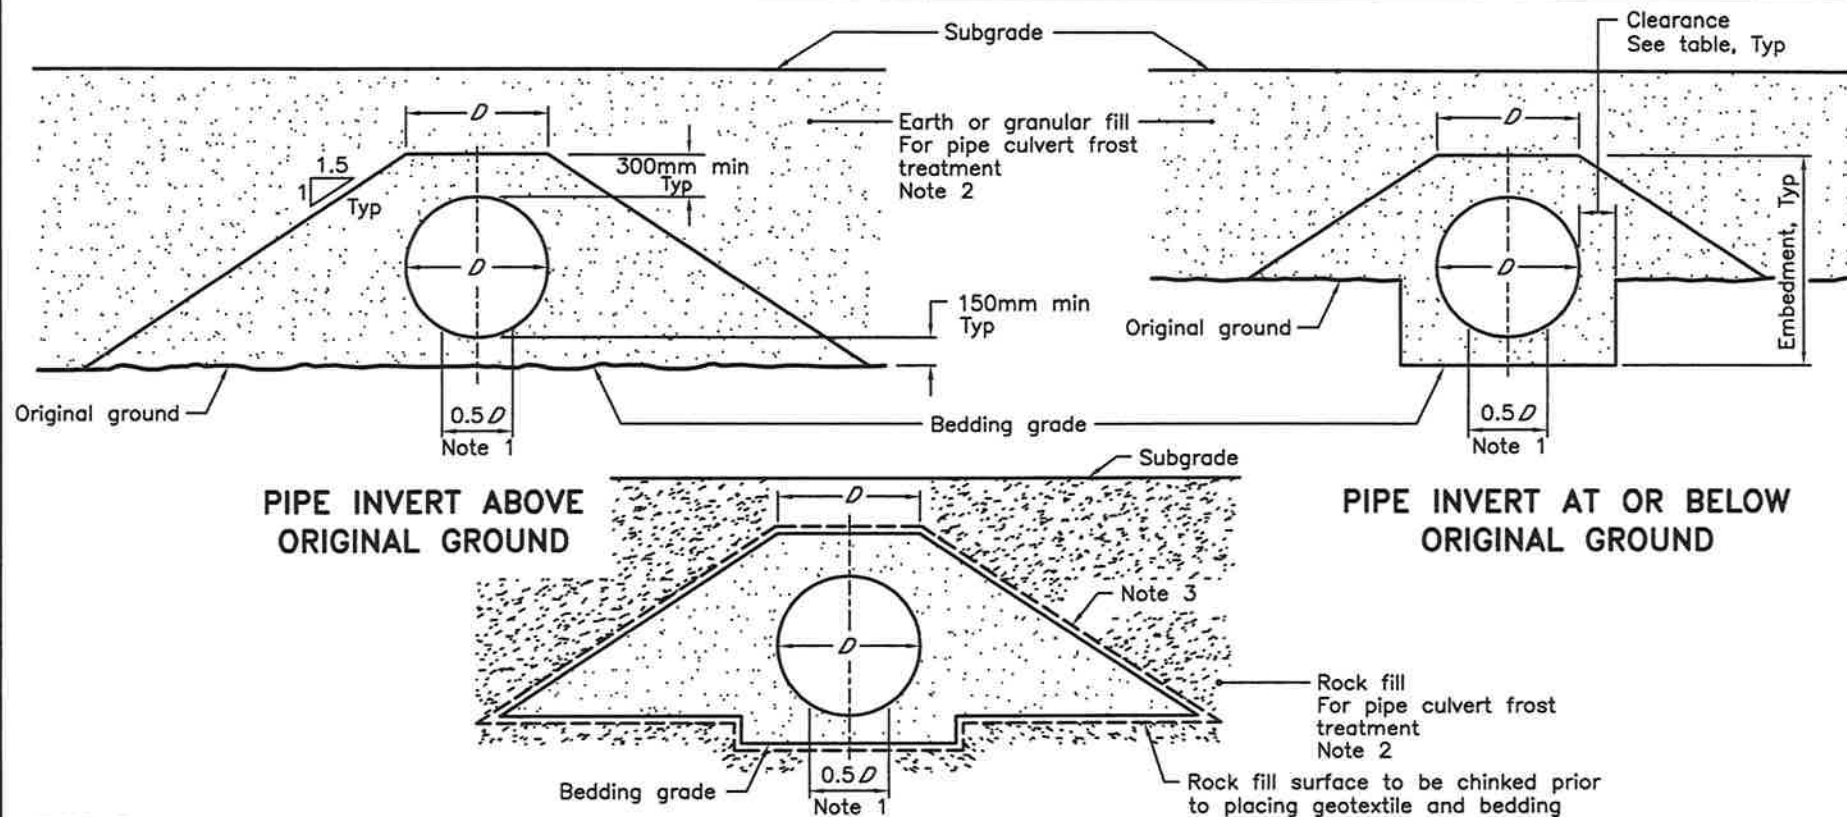 Subgrade
Clearance
See table, Typ
D
D
Earth or granular fill
For pipe culvert frost
treatment
Note 2
1.5
1
Typ
300mm min
Typ
D
D
Embedment, Typ
150mm min
Typ
Original ground
Original ground
0.5D
Note 1
Bedding grade
0.5D
Note 1
Subgrade
PIPE INVERT ABOVE
ORIGINAL GROUND
D
PIPE INVERT AT OR BELOW
ORIGINAL GROUND
Note 3
D
Rock fill
For pipe culvert frost
treatment
Note 2
Bedding grade
0.5D
Note 1
Rock fill surface to be chinked prior
to placing geotextile and bedding